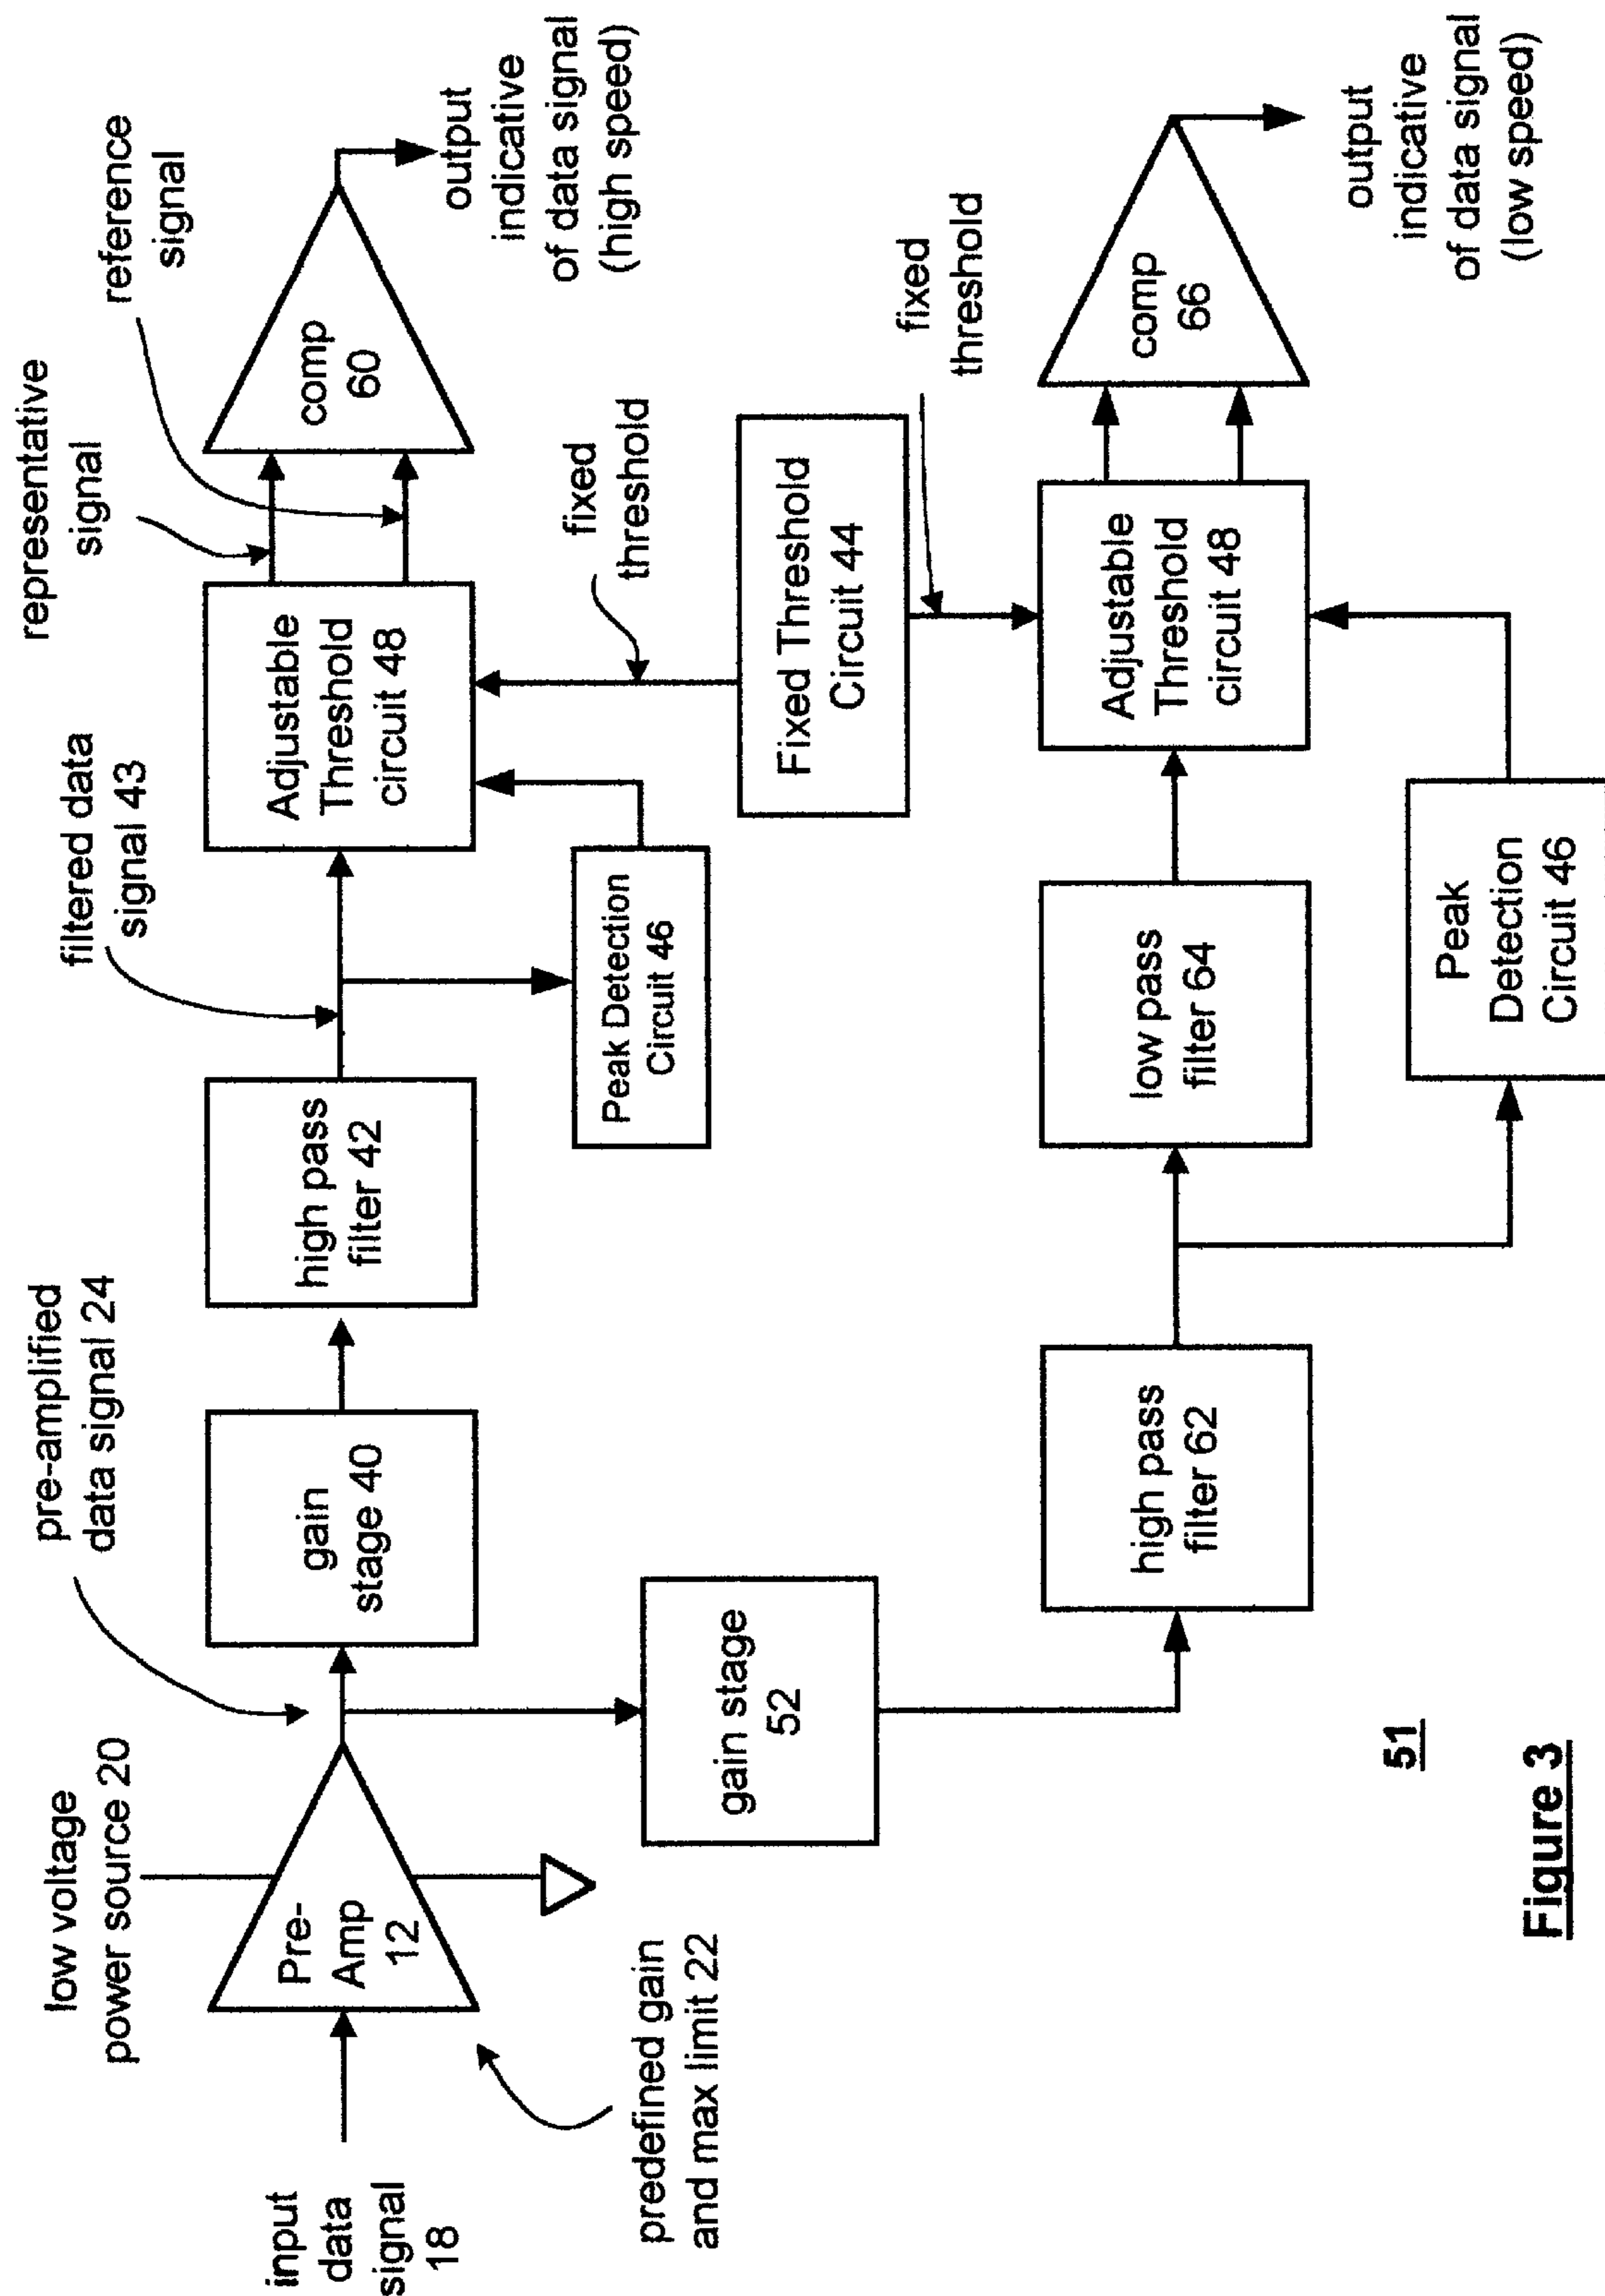 low voltage
power source 20
pre-amplified
data signal 24
filtered data
signal 43
representative
signal
reference
signal
input
data
signal
18
Pre-
Amp
12
gain
stage 40
high pass
filter 42
Adjustable
Threshold
circuit 48
comp
60
output
indicative
of data signal
(high speed)
predefined gain
and max limit 22
gain stage
52
Peak Detection
Circuit 46
fixed
threshold
Fixed Threshold
Circuit 44
fixed
threshold
high pass
filter 62
low pass
filter 64
Adjustable
Threshold
circuit 48
comp
66
output
indicative
of data signal
(low speed)
Peak
Detection
Circuit 46
51
Figure 3